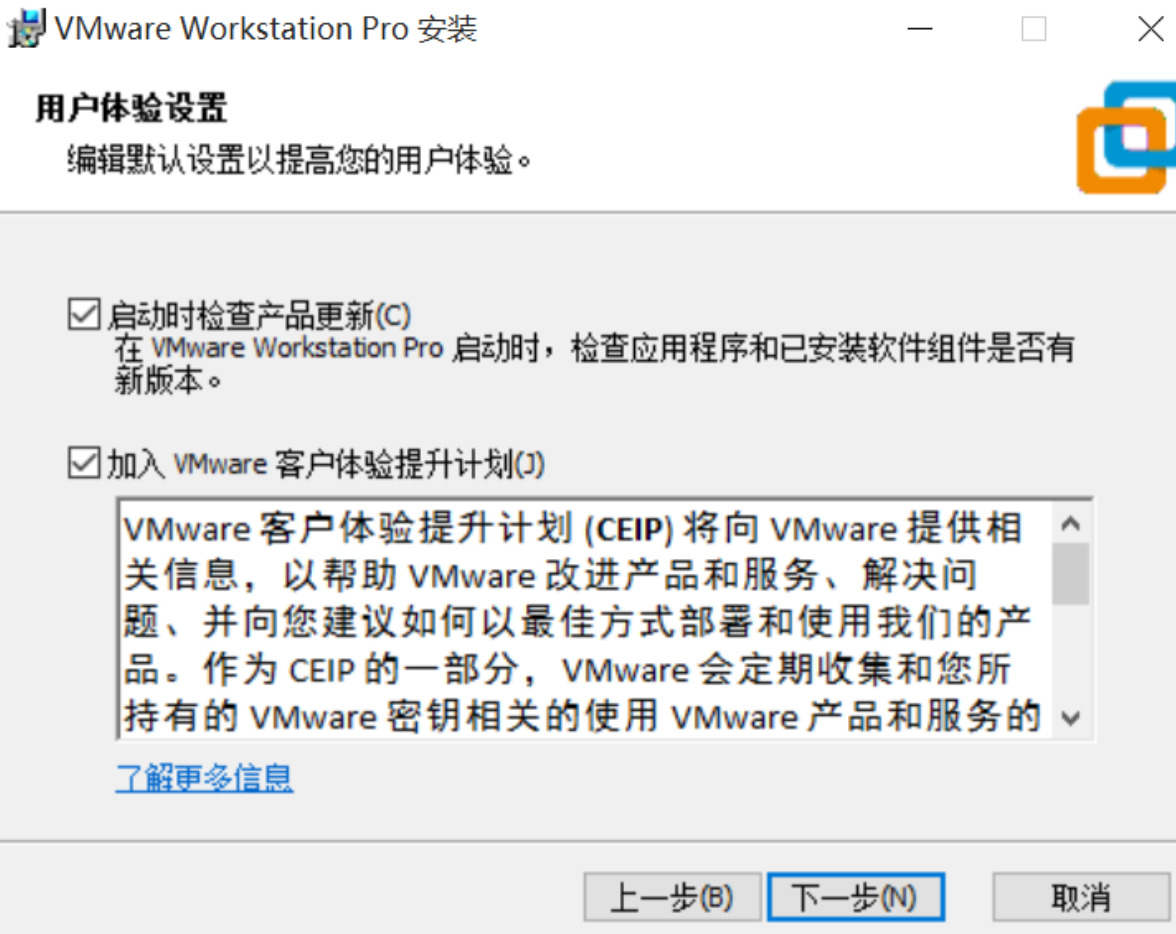 VMware Workstation Pro 安装
用户体验设置
编辑默认设置以提高您的用户体验。
启动时检查产品更新(C)
在 VMware Workstation Pro 启动时，检查应用程序和已安装软件组件是否有
新版本。
加入 VMware 客户体验提升计划(J)
VMware 客户体验提升计划 (CEIP) 将向 VMware 提供相
关信息，以帮助 VMware 改进产品和服务、解决问
题、并向您建议如何以最佳方式部署和使用我们的产
品。作为 CEIP 的一部分，VMware 会定期收集和您所
持有的 VMware 密钥相关的使用 VMware 产品和服务的
了解更多信息
上一步(B) 下一步(N) 取消